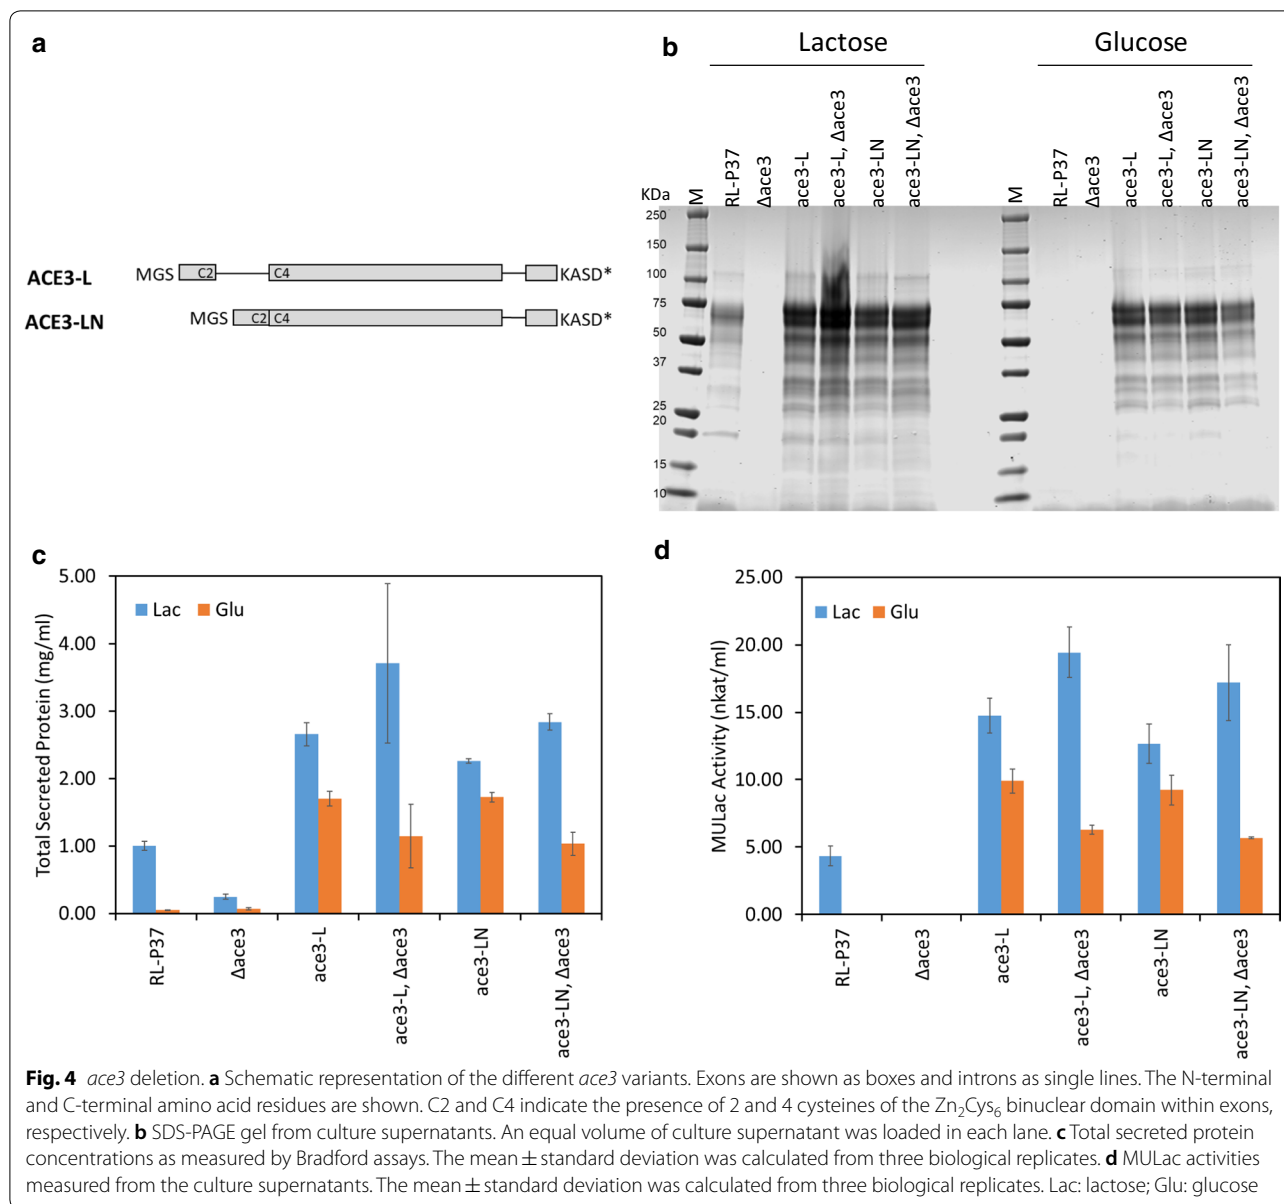 a
ACE3-L
MGS
C2
C4
KASD*
ACE3-LN
MGS
C2
C4
KASD*
b
Lactose
Glucose
KDa
M
RL-P37
Δace3
ace3-L
ace3-L, Δace3
ace3-LN
ace3-LN, Δace3
M
RL-P37
Δace3
ace3-L
ace3-L, Δace3
ace3-LN
ace3-LN, Δace3
250
150
100
75
50
37
25
20
15
10
c
Total Secreted Protein (mg/ml)
5.00
4.00
3.00
2.00
1.00
0.00
Lac
Glu
RL-P37
Δace3
ace3-L
ace3-L, Δace3
ace3-LN
ace3-LN, Δace3
d
MULac Activity (nkat/ml)
25.00
20.00
15.00
10.00
5.00
0.00
Lac
Glu
RL-P37
Δace3
ace3-L
ace3-L, Δace3
ace3-LN
ace3-LN, Δace3
Fig. 4 ace3 deletion. a Schematic representation of the different ace3 variants. Exons are shown as boxes and introns as single lines. The N-terminal
and C-terminal amino acid residues are shown. C2 and C4 indicate the presence of 2 and 4 cysteines of the Zn₂Cys₆ binuclear domain within exons,
respectively. b SDS-PAGE gel from culture supernatants. An equal volume of culture supernatant was loaded in each lane. c Total secreted protein
concentrations as measured by Bradford assays. The mean ± standard deviation was calculated from three biological replicates. d MULac activities
measured from the culture supernatants. The mean ± standard deviation was calculated from three biological replicates. Lac: lactose; Glu: glucose